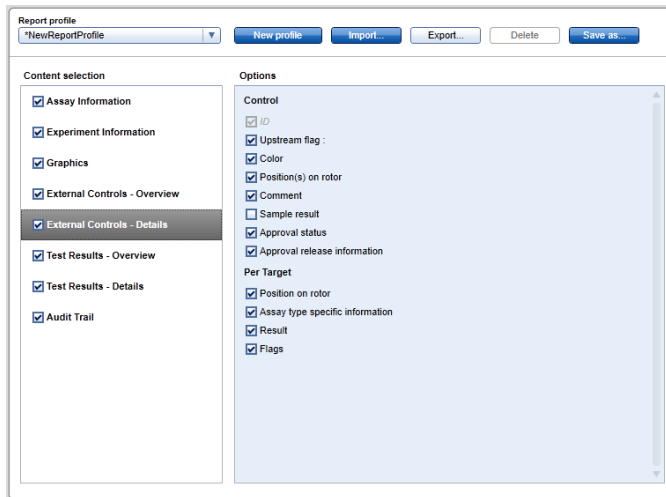 Report profile
*NewReportProfile
New profile
Import...
Export...
Delete
Save as...
Content selection
Assay Information
Experiment Information
Graphics
External Controls - Overview
External Controls - Details
Test Results - Overview
Test Results - Details
Audit Trail
Options
Control
ID
Upstream flag :
Color
Position(s) on rotor
Comment
Sample result
Approval status
Approval release information
Per Target
Position on rotor
Assay type specific information
Result
Flags